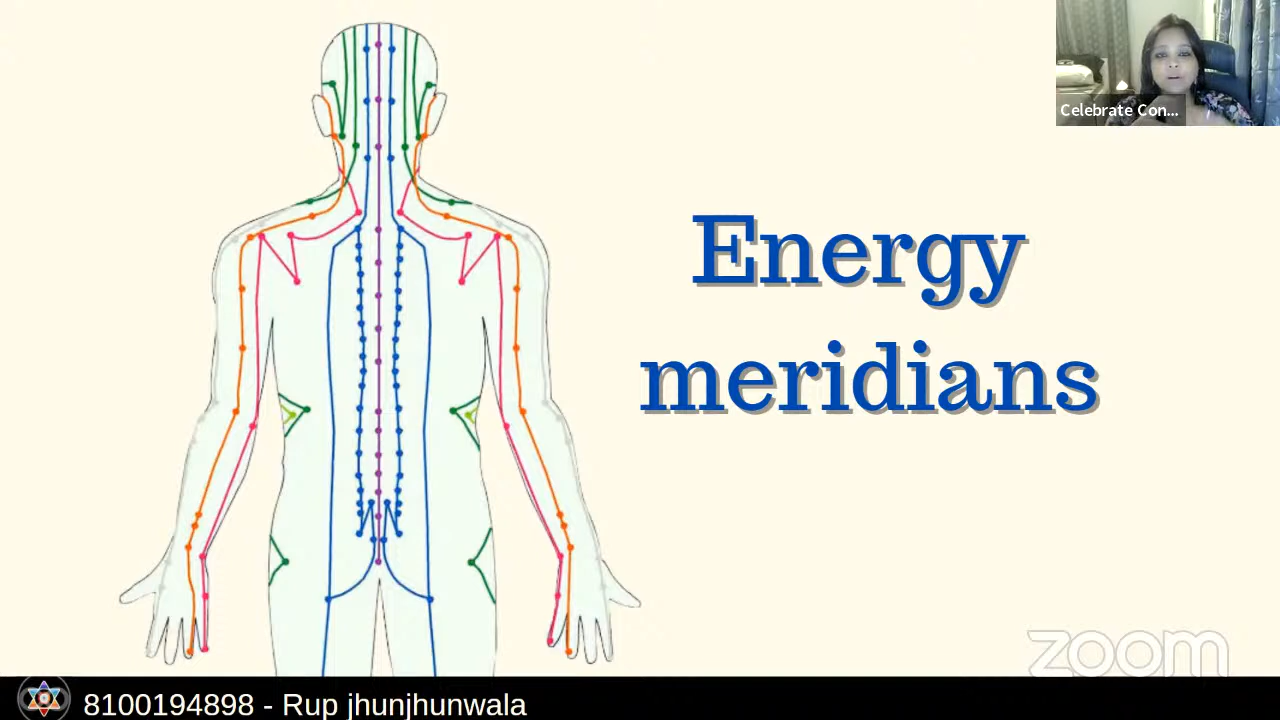 Celebrate Con...
Energy
meridians
zoom
8100194898 - Rup jhunjhunwala